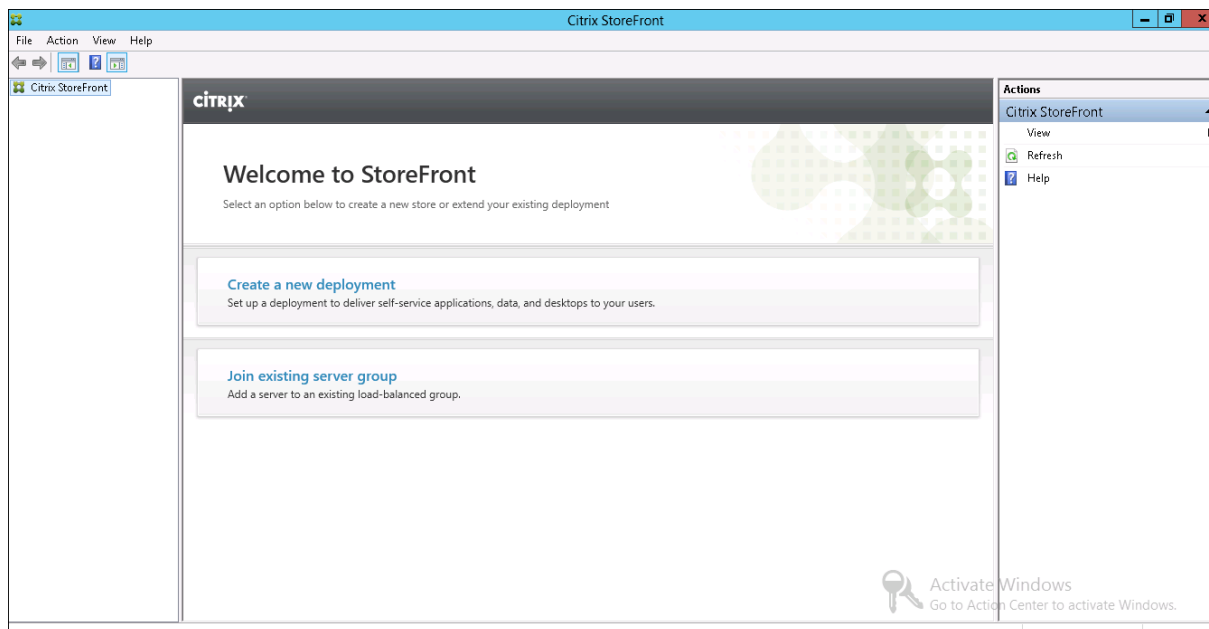 Citrix StoreFront
File Action View Help
Citrix StoreFront
CİTRIX
Welcome to StoreFront
Select an option below to create a new store or extend your existing deployment
Create a new deployment
Set up a deployment to deliver self-service applications, data, and desktops to your users.
Join existing server group
Add a server to an existing load-balanced group.
Actions
Citrix StoreFront
View
Refresh
Help
Activate Windows
Go to Action Center to activate Windows.